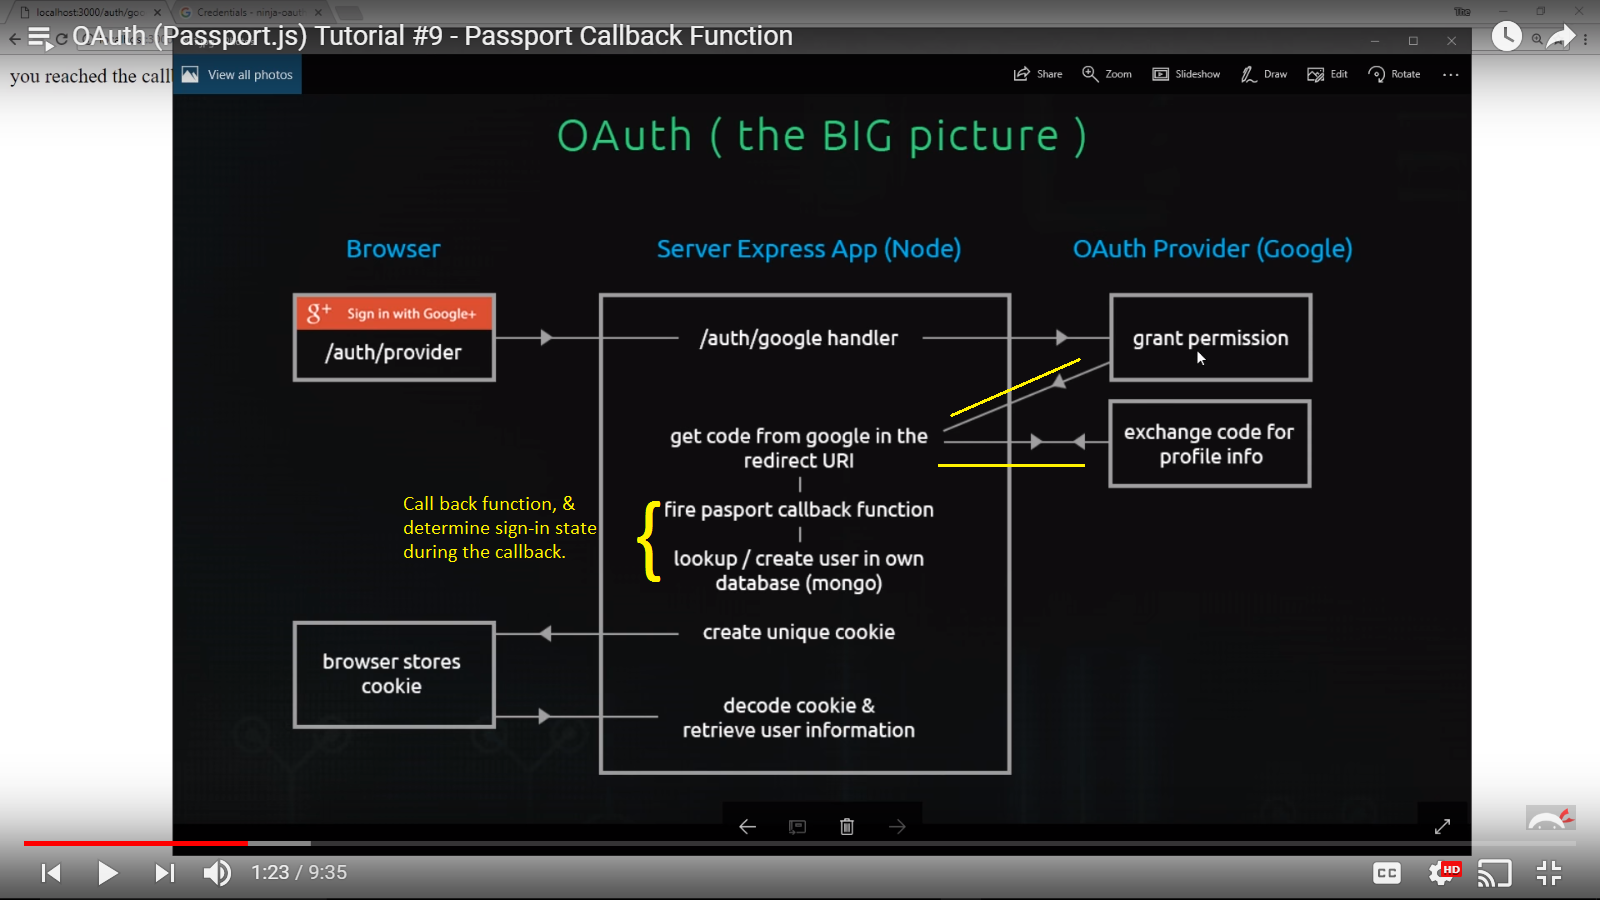 localhost:3000/auth/goo
Credentials - ninja-oaut
OAuth (Passport.js) Tutorial #9 - Passport Callback Function
you reached the call
View all photos
Share
Zoom
Slideshow
Draw
Edit
Rotate
OAuth ( the BIG picture )
Browser
Server Express App (Node)
OAuth Provider (Google)
g+ Sign in with Google+
/auth/provider
/auth/google handler
grant permission
get code from google in the
redirect URI
exchange code for
profile info
Call back function, &
determine sign-in state
during the callback.
fire pasport callback function
lookup / create user in own
database (mongo)
create unique cookie
browser stores
cookie
decode cookie &
retrieve user information
1:23 / 9:35
CC
HD